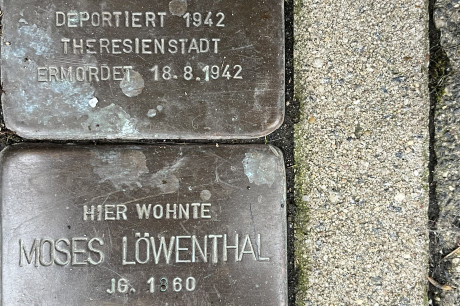 DEPORTIERT 1942
THERESIENSTADT
ERMORDET 18.8.1942
HIER WOHNTE
MOSES LÖWENTHAL
JG. 1860